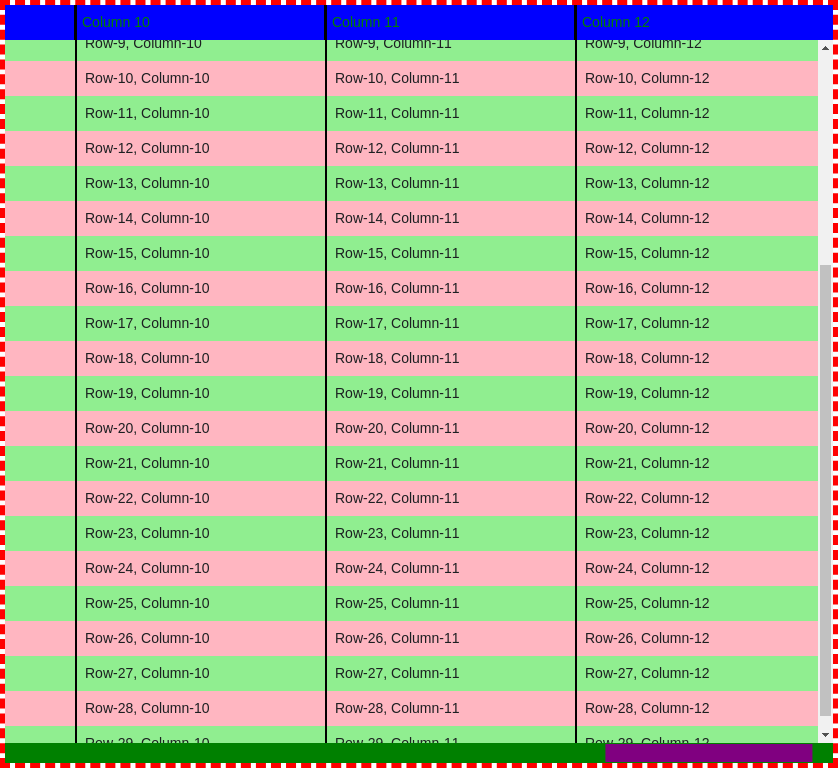 Column 10 Column 11 Column 12
Row-9, Column-10 Row-9, Column-11 Row-9, Column-12
Row-10, Column-10 Row-10, Column-11 Row-10, Column-12
Row-11, Column-10 Row-11, Column-11 Row-11, Column-12
Row-12, Column-10 Row-12, Column-11 Row-12, Column-12
Row-13, Column-10 Row-13, Column-11 Row-13, Column-12
Row-14, Column-10 Row-14, Column-11 Row-14, Column-12
Row-15, Column-10 Row-15, Column-11 Row-15, Column-12
Row-16, Column-10 Row-16, Column-11 Row-16, Column-12
Row-17, Column-10 Row-17, Column-11 Row-17, Column-12
Row-18, Column-10 Row-18, Column-11 Row-18, Column-12
Row-19, Column-10 Row-19, Column-11 Row-19, Column-12
Row-20, Column-10 Row-20, Column-11 Row-20, Column-12
Row-21, Column-10 Row-21, Column-11 Row-21, Column-12
Row-22, Column-10 Row-22, Column-11 Row-22, Column-12
Row-23, Column-10 Row-23, Column-11 Row-23, Column-12
Row-24, Column-10 Row-24, Column-11 Row-24, Column-12
Row-25, Column-10 Row-25, Column-11 Row-25, Column-12
Row-26, Column-10 Row-26, Column-11 Row-26, Column-12
Row-27, Column-10 Row-27, Column-11 Row-27, Column-12
Row-28, Column-10 Row-28, Column-11 Row-28, Column-12
Row-29, Column-10 Row-29, Column-11 Row-29, Column-12